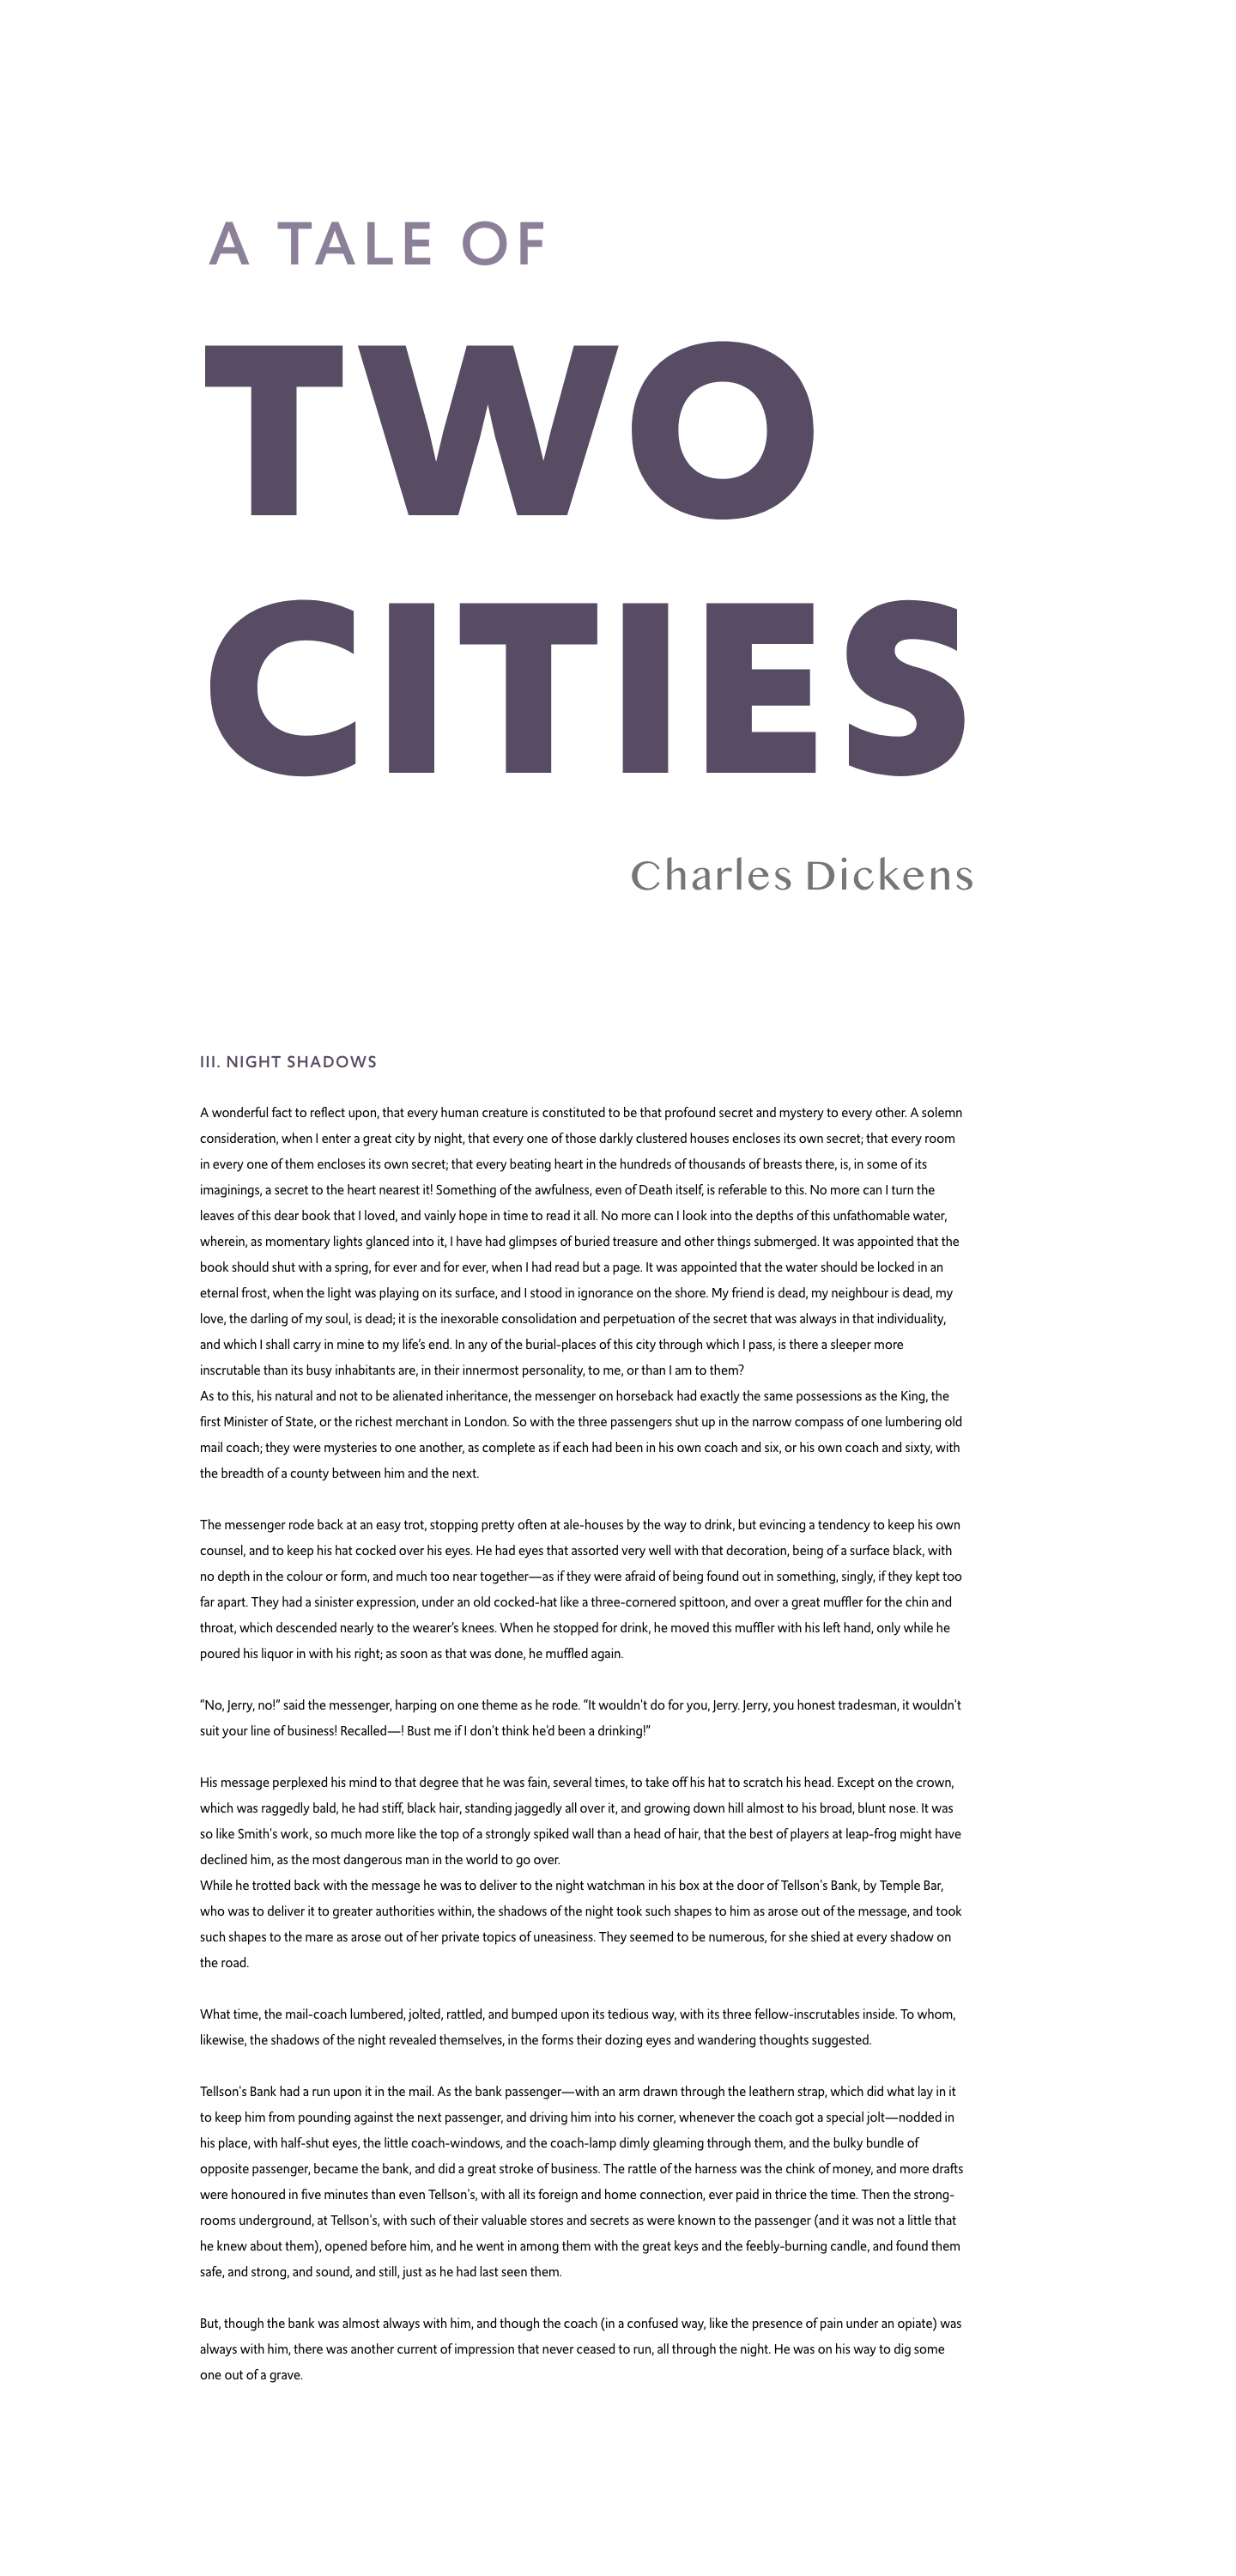 A TALE OF
TWO
CITIES
Charles Dickens
III. NIGHT SHADOWS
A wonderful fact to reflect upon, that every human creature is constituted to be that profound secret and mystery to every other. A solemn
consideration, when I enter a great city by night, that every one of those darkly clustered houses encloses its own secret; that every room
in every one of them encloses its own secret; that every beating heart in the hundreds of thousands of breasts there, is, in some of its
imaginings, a secret to the heart nearest it! Something of the awfulness, even of Death itself, is referable to this. No more can I turn the
leaves of this dear book that I loved, and vainly hope in time to read it all. No more can I look into the depths of this unfathomable water,
wherein, as momentary lights glanced into it, I have had glimpses of buried treasure and other things submerged. It was appointed that the
book should shut with a spring, for ever and for ever, when I had read but a page. It was appointed that the water should be locked in an
eternal frost, when the light was playing on its surface, and I stood in ignorance on the shore. My friend is dead, my neighbour is dead, my
love, the darling of my soul, is dead; it is the inexorable consolidation and perpetuation of the secret that was always in that individuality,
and which I shall carry in mine to my life's end. In any of the burial-places of this city through which I pass, is there a sleeper more
inscrutable than its busy inhabitants are, in their innermost personality, to me, or than I am to them?
As to this, his natural and not to be alienated inheritance, the messenger on horseback had exactly the same possessions as the King, the
first Minister of State, or the richest merchant in London. So with the three passengers shut up in the narrow compass of one lumbering old
mail coach; they were mysteries to one another, as complete as if each had been in his own coach and six, or his own coach and sixty, with
the breadth of a county between him and the next.
The messenger rode back at an easy trot, stopping pretty often at ale-houses by the way to drink, but evincing a tendency to keep his own
counsel, and to keep his hat cocked over his eyes. He had eyes that assorted very well with that decoration, being of a surface black, with
no depth in the colour or form, and much too near together—as if they were afraid of being found out in something, singly, if they kept too
far apart. They had a sinister expression, under an old cocked-hat like a three-cornered spittoon, and over a great muffler for the chin and
throat, which descended nearly to the wearer's knees. When he stopped for drink, he moved this muffler with his left hand, only while he
poured his liquor in with his right; as soon as that was done, he muffled again.
“No, Jerry, no!” said the messenger, harping on one theme as he rode. “It wouldn't do for you, Jerry. Jerry, you honest tradesman, it wouldn't
suit your line of business! Recalled—! Bust me if I don't think he'd been a drinking!”
His message perplexed his mind to that degree that he was fain, several times, to take off his hat to scratch his head. Except on the crown,
which was raggedly bald, he had stiff, black hair, standing jaggedly all over it, and growing down hill almost to his broad, blunt nose. It was
so like Smith's work, so much more like the top of a strongly spiked wall than a head of hair, that the best of players at leap-frog might have
declined him, as the most dangerous man in the world to go over.
While he trotted back with the message he was to deliver to the night watchman in his box at the door of Tellson's Bank, by Temple Bar,
who was to deliver it to greater authorities within, the shadows of the night took such shapes to him as arose out of the message, and took
such shapes to the mare as arose out of her private topics of uneasiness. They seemed to be numerous, for she shied at every shadow on
the road.
What time, the mail-coach lumbered, jolted, rattled, and bumped upon its tedious way, with its three fellow-inscrutables inside. To whom,
likewise, the shadows of the night revealed themselves, in the forms their dozing eyes and wandering thoughts suggested.
Tellson's Bank had a run upon it in the mail. As the bank passenger—with an arm drawn through the leathern strap, which did what lay in it
to keep him from pounding against the next passenger, and driving him into his corner, whenever the coach got a special jolt—nodded in
his place, with half-shut eyes, the little coach-windows, and the coach-lamp dimly gleaming through them, and the bulky bundle of
opposite passenger, became the bank, and did a great stroke of business. The rattle of the harness was the chink of money, and more drafts
were honoured in five minutes than even Tellson's, with all its foreign and home connection, ever paid in thrice the time. Then the strong-
rooms underground, at Tellson's, with such of their valuable stores and secrets as were known to the passenger (and it was not a little that
he knew about them), opened before him, and he went in among them with the great keys and the feebly-burning candle, and found them
safe, and strong, and sound, and still, just as he had last seen them.
But, though the bank was almost always with him, and though the coach (in a confused way, like the presence of pain under an opiate) was
always with him, there was another current of impression that never ceased to run, all through the night. He was on his way to dig some
one out of a grave.